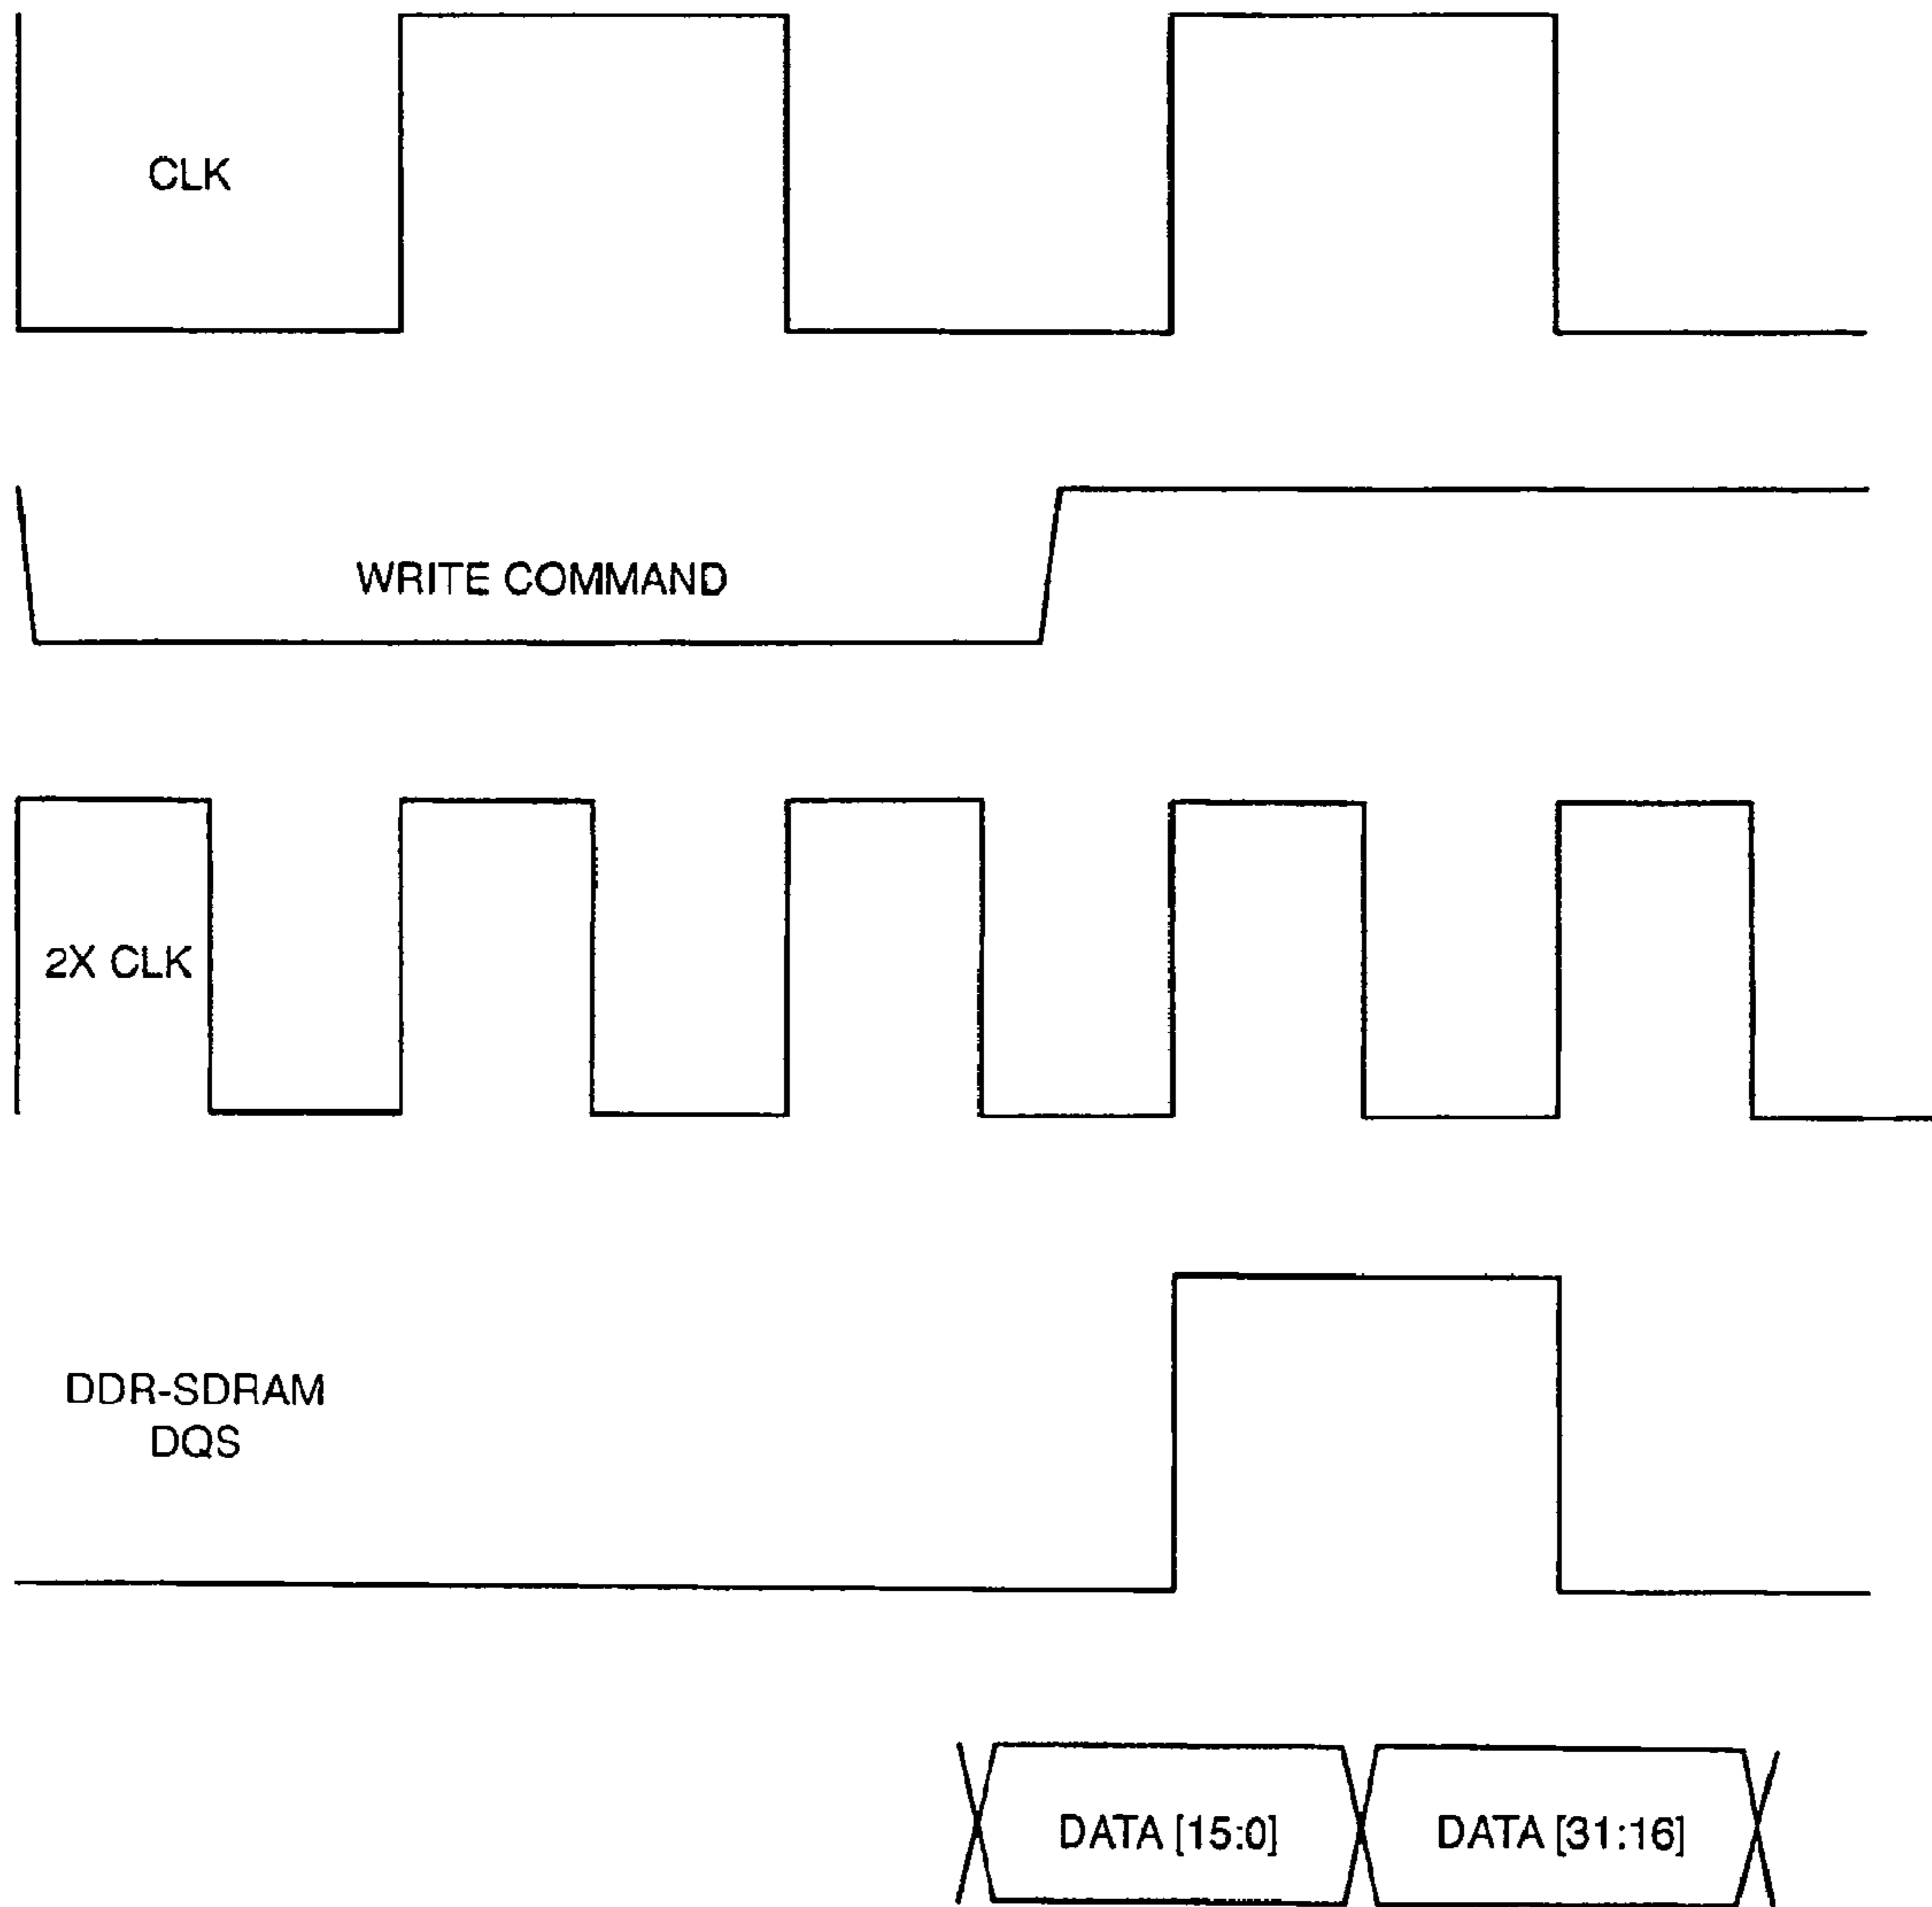 CLK
WRITE COMMAND
2X CLK
DDR-SDRAM
DQS
DATA [15:0]
DATA [31:16]